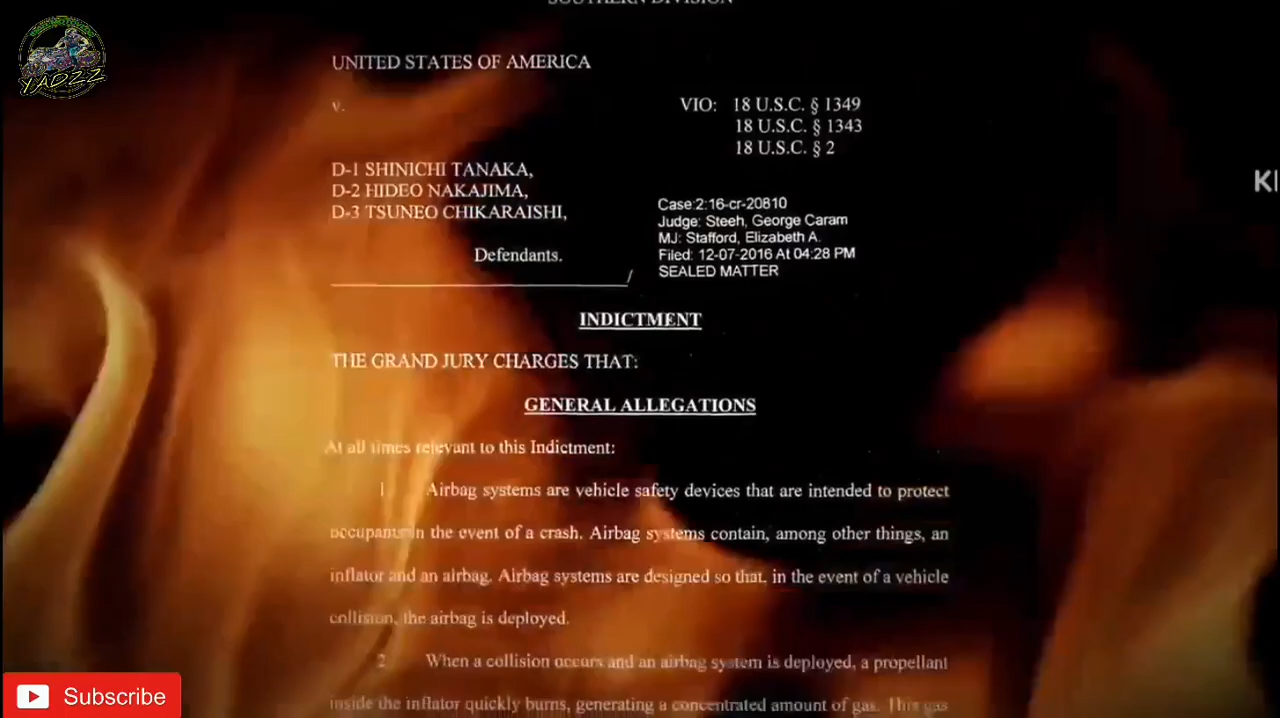 SOUTHERN DIVISION
YADZZ
UNITED STATES OF AMERICA
v.
VIO: 18 U.S.C. § 1349
18 U.S.C. § 1343
18 U.S.C. § 2
D-1 SHINICHI TANAKA,
D-2 HIDEO NAKAJIMA,
D-3 TSUNEO CHIKARAISHI,
Defendants.
/
Case:2:16-cr-20810
Judge: Steeh, George Caram
MJ: Stafford, Elizabeth A.
Filed: 12-07-2016 At 04:28 PM
SEALED MATTER
INDICTMENT
THE GRAND JURY CHARGES THAT:
GENERAL ALLEGATIONS
At all times relevant to this Indictment:
1 Airbag systems are vehicle safety devices that are intended to protect
occupants in the event of a crash. Airbag systems contain, among other things, an
inflator and an airbag. Airbag systems are designed so that, in the event of a vehicle
collision, the airbag is deployed.
2 When a collision occurs and an airbag system is deployed, a propellant
inside the inflator quickly burns, generating a concentrated amount of gas. This gas
Subscribe